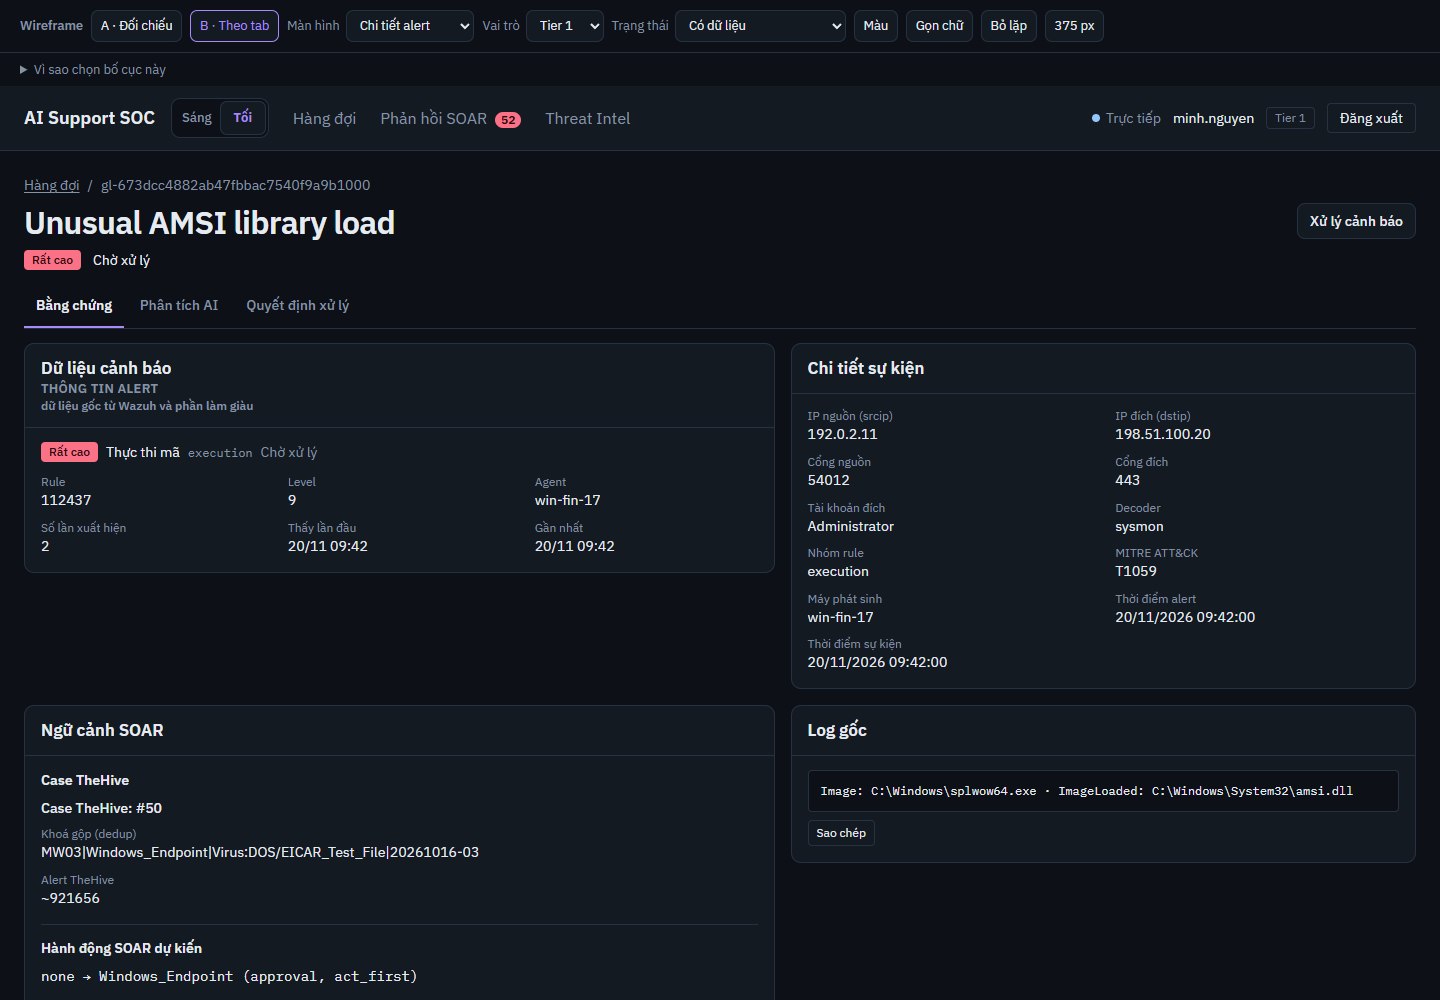 Wireframe A · Đối chiếu B · Theo tab Màn hình Chi tiết alert Vai trò Tier 1 Trạng thái Có dữ liệu Màu Gọn chữ Bỏ lặp 375 px
Vì sao chọn bố cục này
AI Support SOC Sáng Tối Hàng đợi Phản hồi SOAR 52 Threat Intel Trực tiếp minh.nguyen Tier 1 Đăng xuất
Hàng đợi / gl-673dcc4882ab47fbbac7540f9a9b1000
Unusual AMSI library load
Xử lý cảnh báo
Rất cao Chờ xử lý
Bằng chứng Phân tích AI Quyết định xử lý
Dữ liệu cảnh báo
THÔNG TIN ALERT
dữ liệu gốc từ Wazuh và phần làm giàu
Rất cao Thực thi mã execution Chờ xử lý
Rule Level Agent
112437 9 win-fin-17
Số lần xuất hiện Thấy lần đầu Gần nhất
2 20/11 09:42 20/11 09:42
Chi tiết sự kiện
IP nguồn (srcip) IP đích (dstip)
192.0.2.11 198.51.100.20
Cổng nguồn Cổng đích
54012 443
Tài khoản đích Decoder
Administrator sysmon
Nhóm rule MITRE ATT&CK
execution T1059
Máy phát sinh Thời điểm alert
win-fin-17 20/11/2026 09:42:00
Thời điểm sự kiện
20/11/2026 09:42:00
Ngữ cảnh SOAR
Case TheHive
Case TheHive: #50
Khoá gộp (dedup)
MW03|Windows_Endpoint|Virus:DOS/EICAR_Test_File|20261016-03
Alert TheHive
~921656
Hành động SOAR dự kiến
none → Windows_Endpoint (approval, act_first)
Log gốc
Image: C:\Windows\splwow64.exe · ImageLoaded: C:\Windows\System32\amsi.dll
Sao chép